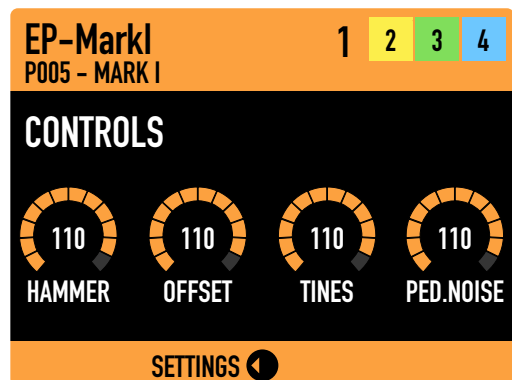 EP-MarkI 1 2 3 4
P005 - MARK I
CONTROLS
110 110 110 110
HAMMER OFFSET TINES PED.NOISE
SETTINGS